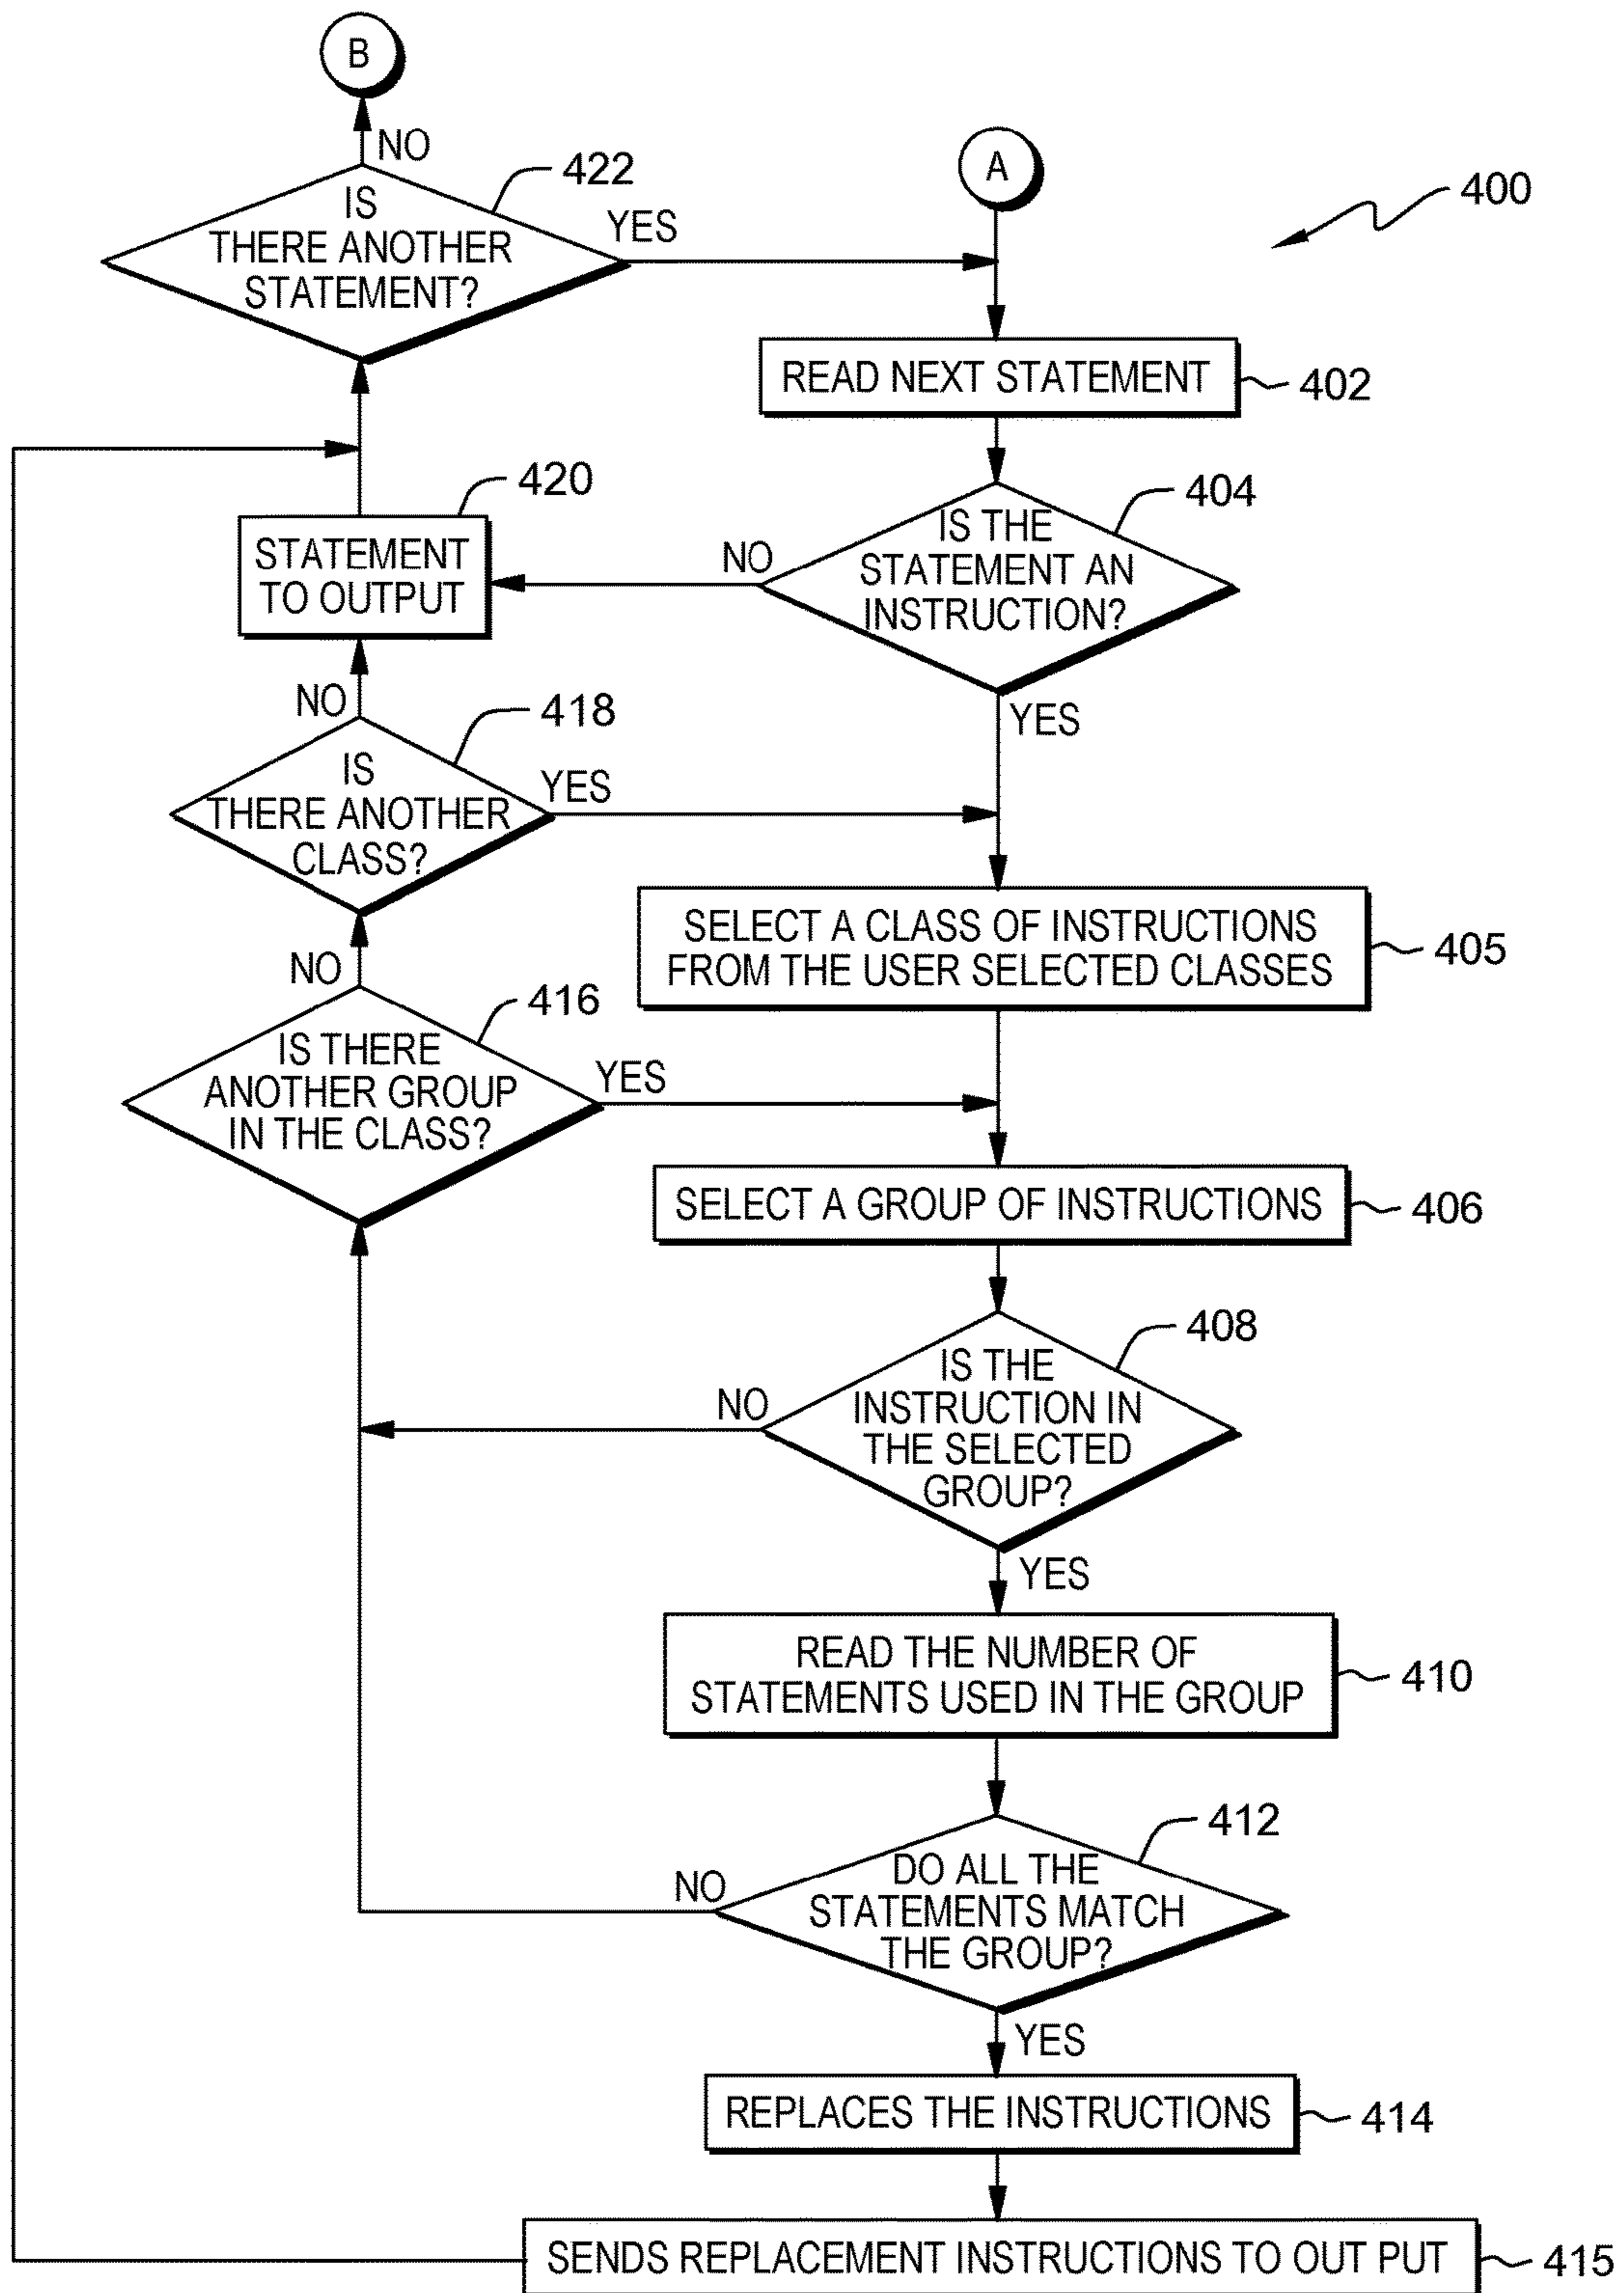 B
NO
422
IS
THERE ANOTHER
STATEMENT?
YES
A
400
READ NEXT STATEMENT
402
404
IS THE
STATEMENT AN
INSTRUCTION?
NO
YES
420
STATEMENT
TO OUTPUT
NO
418
IS
THERE ANOTHER
CLASS?
YES
SELECT A CLASS OF INSTRUCTIONS
FROM THE USER SELECTED CLASSES
405
NO
416
IS THERE
ANOTHER GROUP
IN THE CLASS?
YES
SELECT A GROUP OF INSTRUCTIONS
406
408
IS THE
INSTRUCTION IN
THE SELECTED
GROUP?
NO
YES
READ THE NUMBER OF
STATEMENTS USED IN THE GROUP
410
412
DO ALL THE
STATEMENTS MATCH
THE GROUP?
NO
YES
REPLACES THE INSTRUCTIONS
414
SENDS REPLACEMENT INSTRUCTIONS TO OUT PUT
415